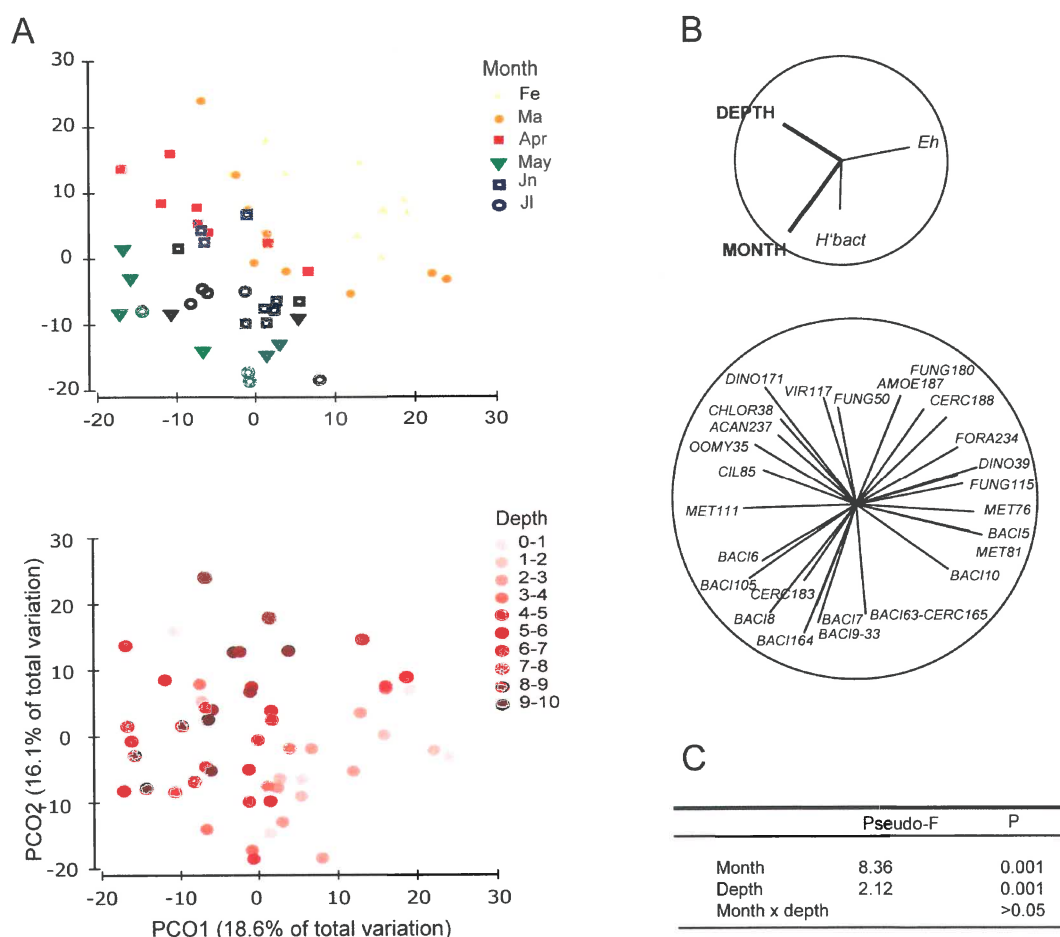 A
30
20
10
0
-10
-20
-20
-10
0
10
20
30
Month
Fe
Ma
Apr
May
Jn
Jl
PCO2 (16.1% of total variation)
30
20
10
0
-10
-20
-20
-10
0
10
20
30
PCO1 (18.6% of total variation)
Depth
0-1
1-2
2-3
3-4
4-5
5-6
6-7
7-8
8-9
9-10
B
DEPTH
Eh
MONTH
H'bact
FUNG180
DINO171
VIR117
AMOE187
FUNG50
CERC188
CHLOR38
ACAN237
OOMY35
FORA234
CIL85
DINO39
FUNG115
MET111
MET76
BACI5
MET81
BACI6
BACI10
BACI105
CERC183
BACI8
BACI7
BACI63-CERC165
BACI164
BACI9-33
C
Pseudo-F P
Month 8.36 0.001
Depth 2.12 0.001
Month x depth >0.05